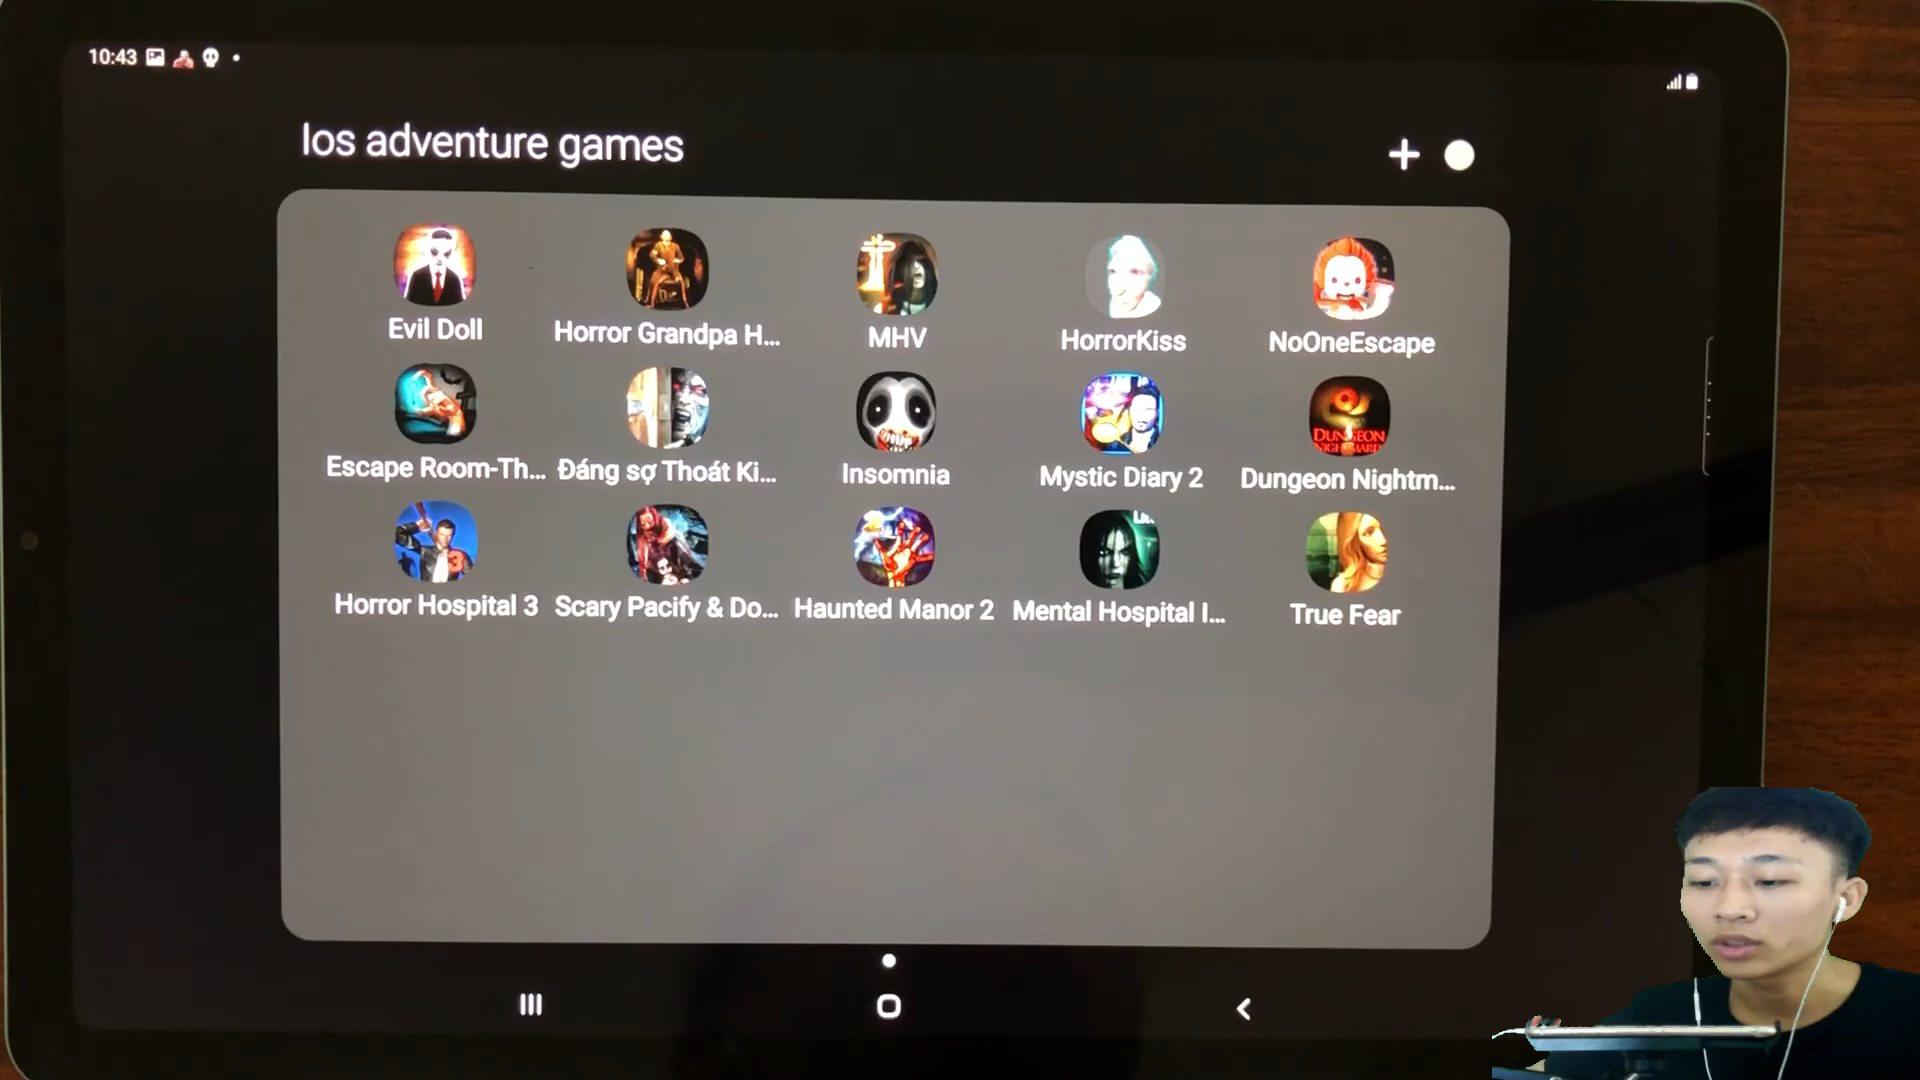 10:43
Ios adventure games
Evil Doll
Horror Grandpa H...
MHV
HorrorKiss
NoOneEscape
Escape Room-Th...
Đáng sợ Thoát Ki...
Insomnia
Mystic Diary 2
DUNGEON
Dungeon Nightm...
3
Horror Hospital 3
Scary Pacify & Do...
Haunted Manor 2
Mental Hospital I...
True Fear